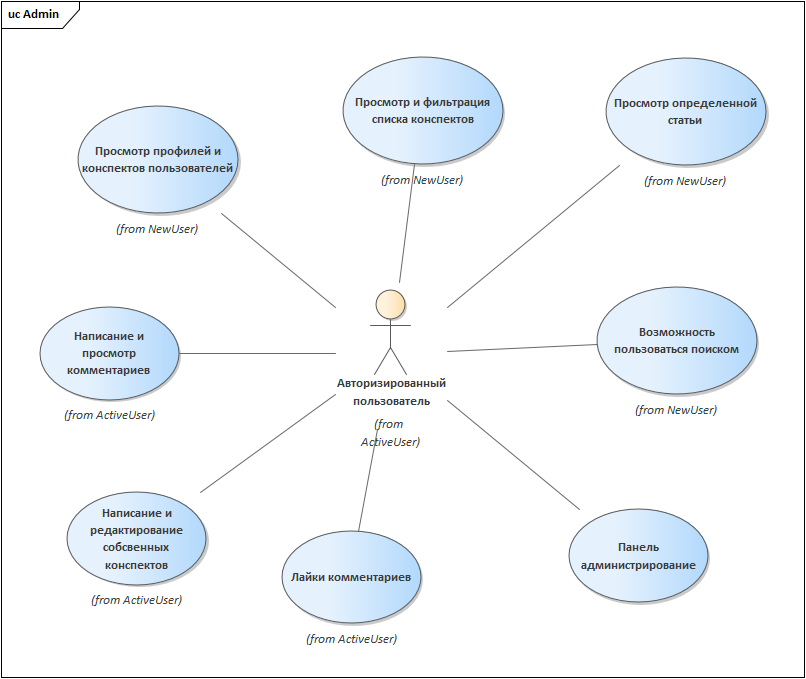 uc Admin
Просмотр и фильтрация
списка конспектов
(from NewUser)
Просмотр определенной
статьи
(from NewUser)
Просмотр профилей и
конспектов пользователей
(from NewUser)
Написание и
просмотр
комментариев
(from ActiveUser)
Возможность
пользоваться поиском
(from NewUser)
Авторизированный
пользователь
(from
ActiveUser)
Написание и
редактирование
собсвенных
конспектов
(from ActiveUser)
Лайки комментариев
(from ActiveUser)
Панель
администрирование